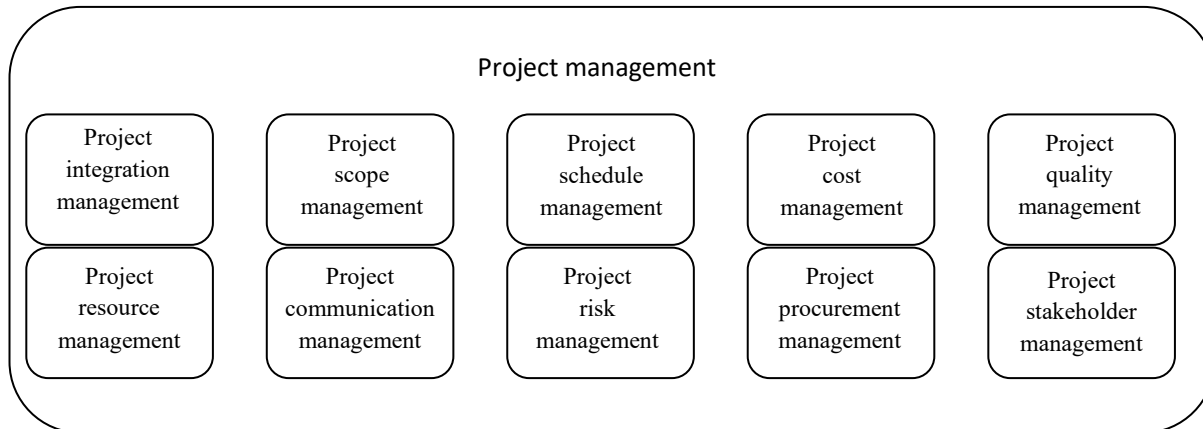 Project management
Project
integration
management
Project
scope
management
Project
schedule
management
Project
cost
management
Project
quality
management
Project
resource
management
Project
communication
management
Project
risk
management
Project
procurement
management
Project
stakeholder
management